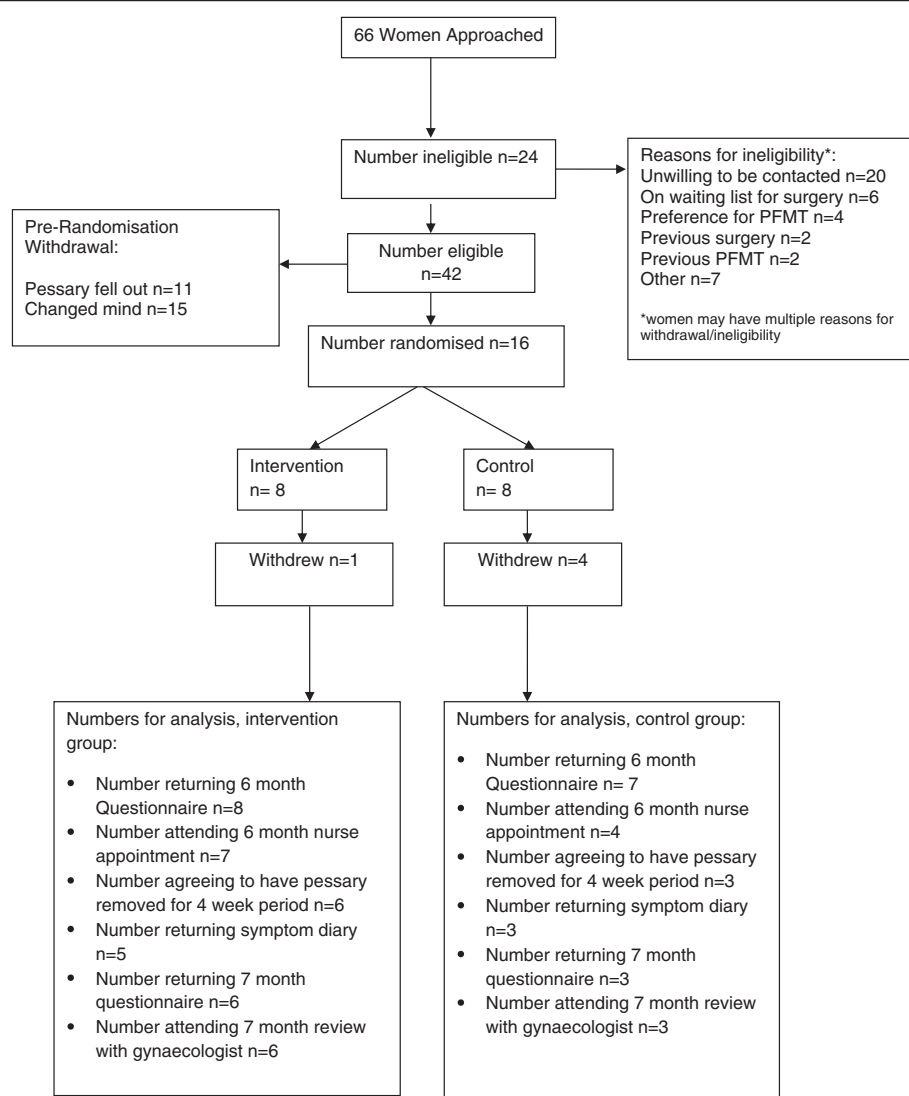 66 Women Approached
Number ineligible n=24
Reasons for ineligibility*:
Unwilling to be contacted n=20
On waiting list for surgery n=6
Preference for PFMT n=4
Previous surgery n=2
Previous PFMT n=2
Other n=7
*women may have multiple reasons for
withdrawal/ineligibility
Pre-Randomisation
Withdrawal:
Pessary fell out n=11
Changed mind n=15
Number eligible
n=42
Number randomised n=16
Intervention
n= 8
Control
n= 8
Withdrew n=1
Withdrew n=4
Numbers for analysis, intervention
group:
• Number returning 6 month
Questionnaire n=8
• Number attending 6 month nurse
appointment n=7
• Number agreeing to have pessary
removed for 4 week period n=6
• Number returning symptom diary
n=5
• Number returning 7 month
questionnaire n=6
• Number attending 7 month review
with gynaecologist n=6
Numbers for analysis, control group:
• Number returning 6 month
Questionnaire n= 7
• Number attending 6 month nurse
appointment n=4
• Number agreeing to have pessary
removed for 4 week period n=3
• Number returning symptom diary
n=3
• Number returning 7 month
questionnaire n=3
• Number attending 7 month review
with gynaecologist n=3